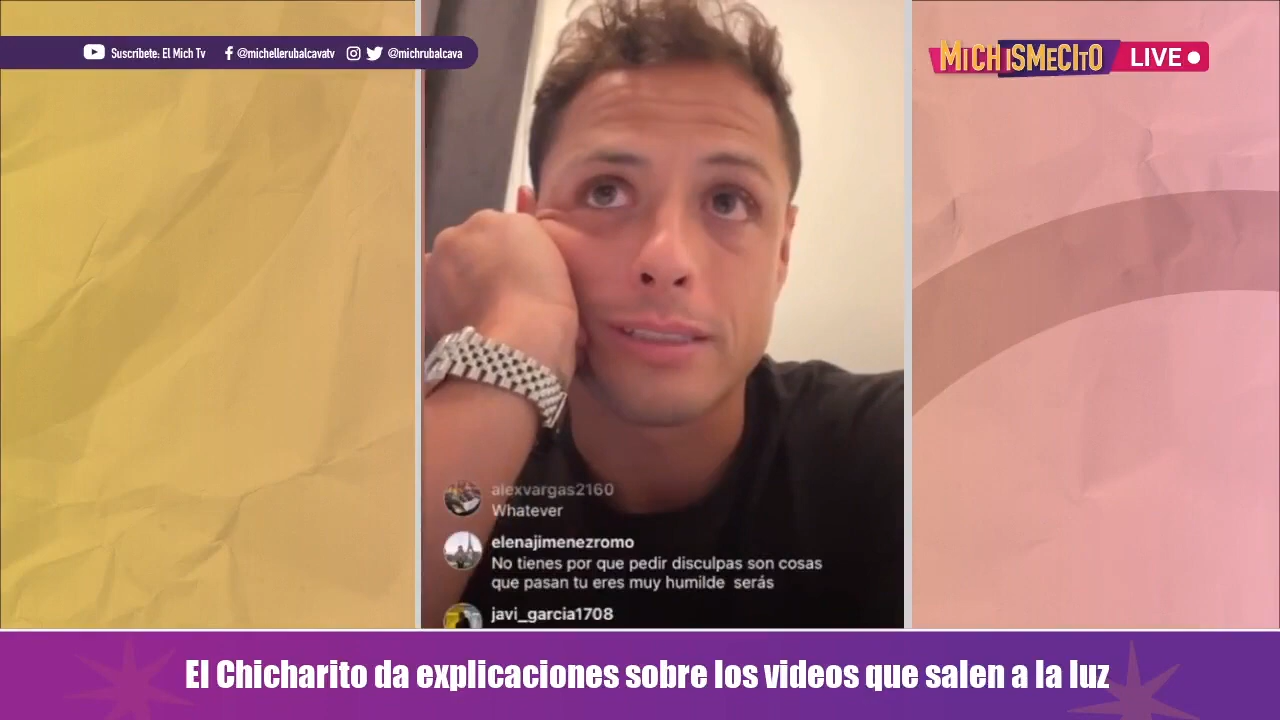 Suscríbete: El Mich Tv @michellerubalcavatv @michrubalcava
MICHISMECITO LIVE
alexvargas2160
Whatever
elenajimenezromo
No tienes por que pedir disculpas son cosas
que pasan tu eres muy humilde serás
javi_garcia1708
El Chicharito da explicaciones sobre los videos que salen a la luz